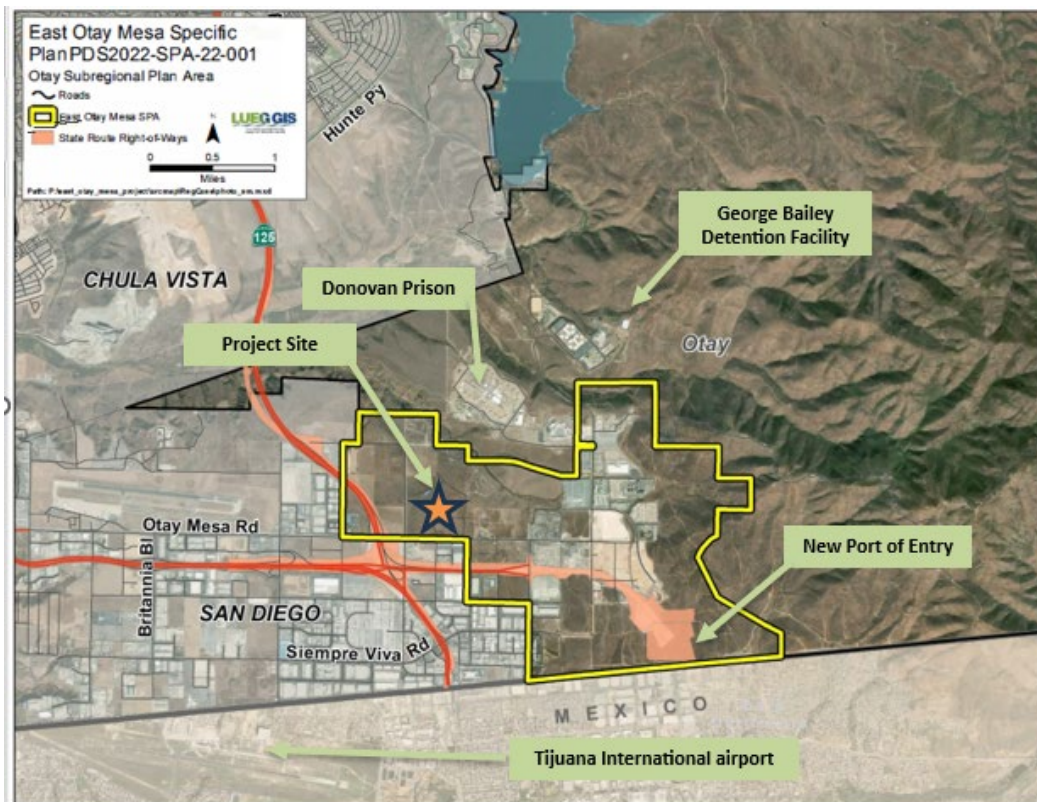 East Otay Mesa Specific
Plan PDS2022-SPA-22-001
Otay Subregional Plan Area
Roads
East Otay Mesa SPA
N
LUEG GIS
State Route Right-of-Ways
0 0.5 1
Miles
Hunte Py
125
George Bailey
Detention Facility
CHULA VISTA
Donovan Prison
Project Site
Otay
Otay Mesa Rd
New Port of Entry
Britannia Bl
SAN DIEGO
Siempre Viva Rd
MEXICO
Tijuana International airport